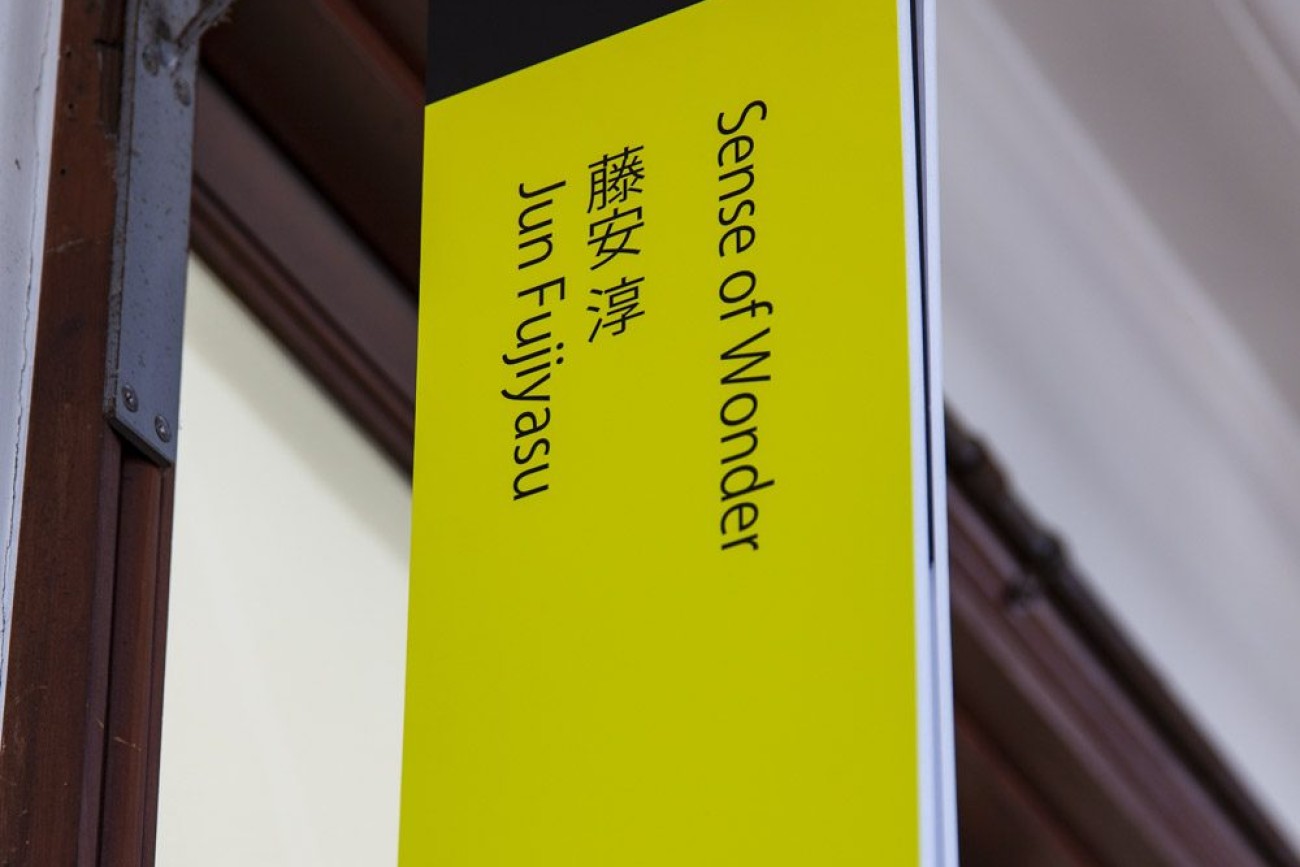 Sense of Wonder
藤安 淳
Jun Fujiyasu